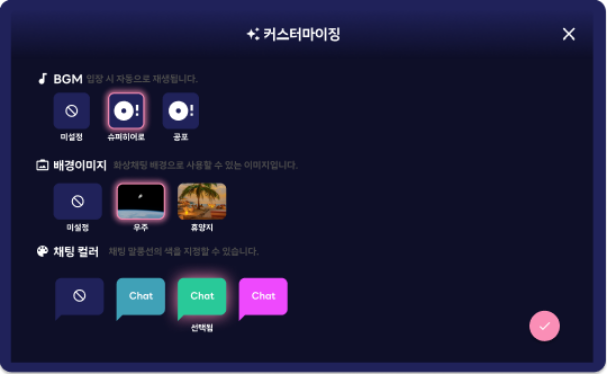 커스터마이징
BGM 입장 시 자동으로 재생됩니다.
미설정 슈퍼히어로 공포
배경이미지 화상채팅 배경으로 사용할 수 있는 이미지입니다.
미설정 우주 휴양지
채팅 컬러 채팅 말풍선의 색을 지정할 수 있습니다.
Chat Chat Chat
선택됨